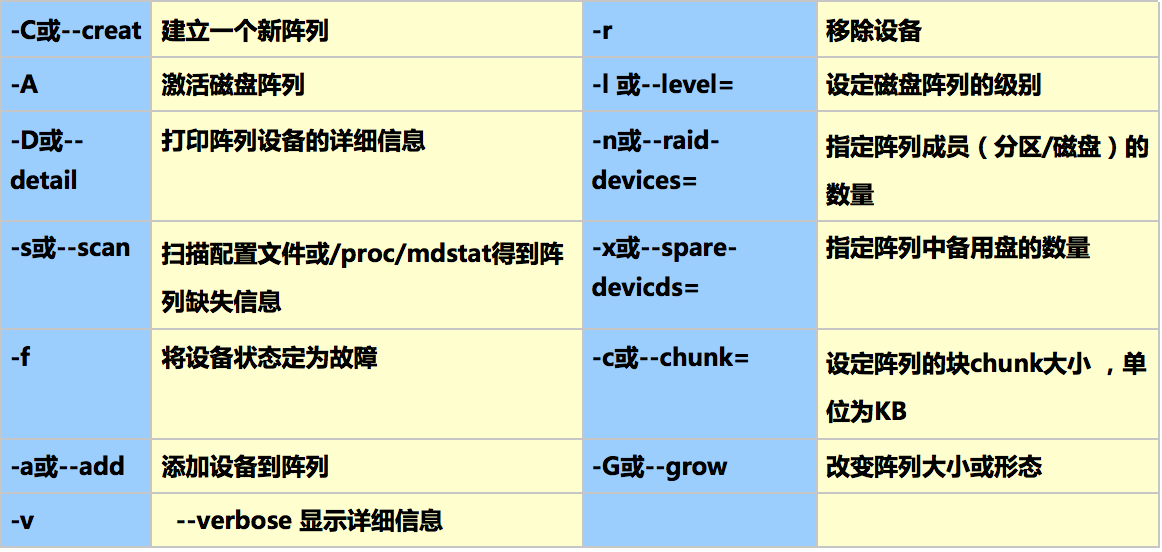 -C或--creat 建立一个新阵列 -r 移除设备
-A 激活磁盘阵列 -l 或--level= 设定磁盘阵列的级别
-D或--
detail
打印阵列设备的详细信息
-n或--raid-
devices=
指定阵列成员（分区/磁盘）的
数量
-s或--scan
扫描配置文件或/proc/mdstat得到阵
列缺失信息
-x或--spare-
devicds=
指定阵列中备用盘的数量
-f 将设备状态定为故障
-c或--chunk=
设定阵列的块chunk大小 ，单
位为KB
-a或--add 添加设备到阵列 -G或--grow 改变阵列大小或形态
-v --verbose 显示详细信息